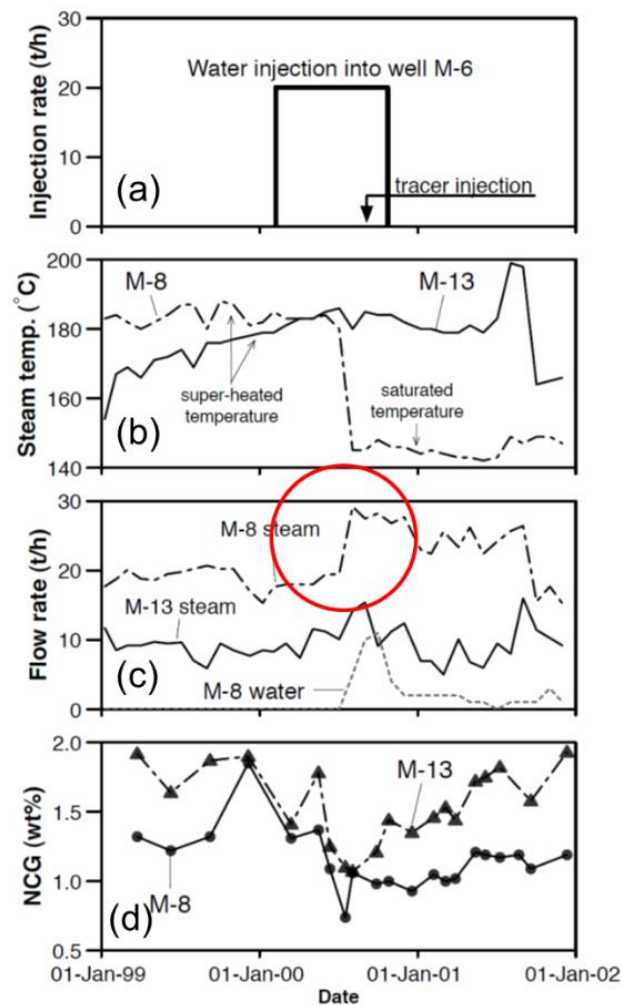 30
20
10
0
Injection rate (t/h)
Water injection into well M-6
tracer injection
(a)
200
180
160
140
Steam temp. (°C)
M-8
M-13
super-heated
temperature
saturated
temperature
(b)
30
20
10
0
Flow rate (t/h)
M-8 steam
M-13 steam
M-8 water
(c)
2.0
1.5
1.0
0.5
NCG (wt%)
M-13
M-8
(d)
01-Jan-99 01-Jan-00 01-Jan-01 01-Jan-02
Date